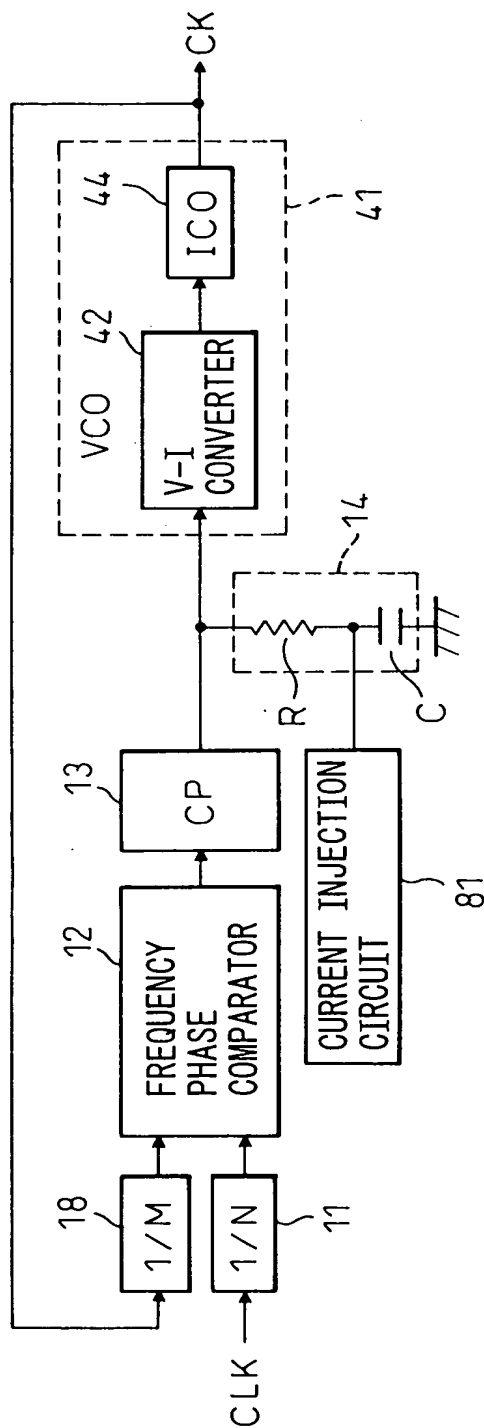 CLK
1/N
11
1/M
18
FREQUENCY
PHASE
COMPARATOR
12
CP
13
CURRENT INJECTION
CIRCUIT
81
R
C
14
VCO
V-I
CONVERTER
42
ICO
44
41
CK